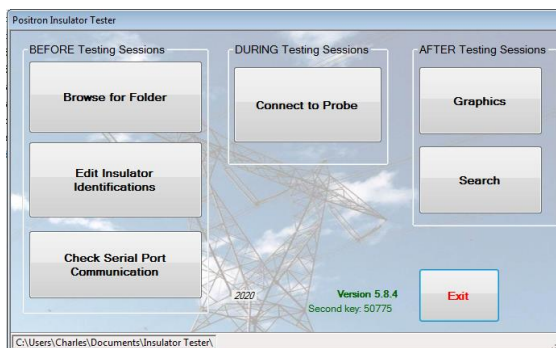 Positron Insulator Tester
BEFORE Testing Sessions
Browse for Folder
Edit Insulator
Identifications
Check Serial Port
Communication
DURING Testing Sessions
Connect to Probe
AFTER Testing Sessions
Graphics
Search
2020
Version 5.8.4
Second key: 50775
Exit
C:\Users\Charles\Documents\Insulator Tester\